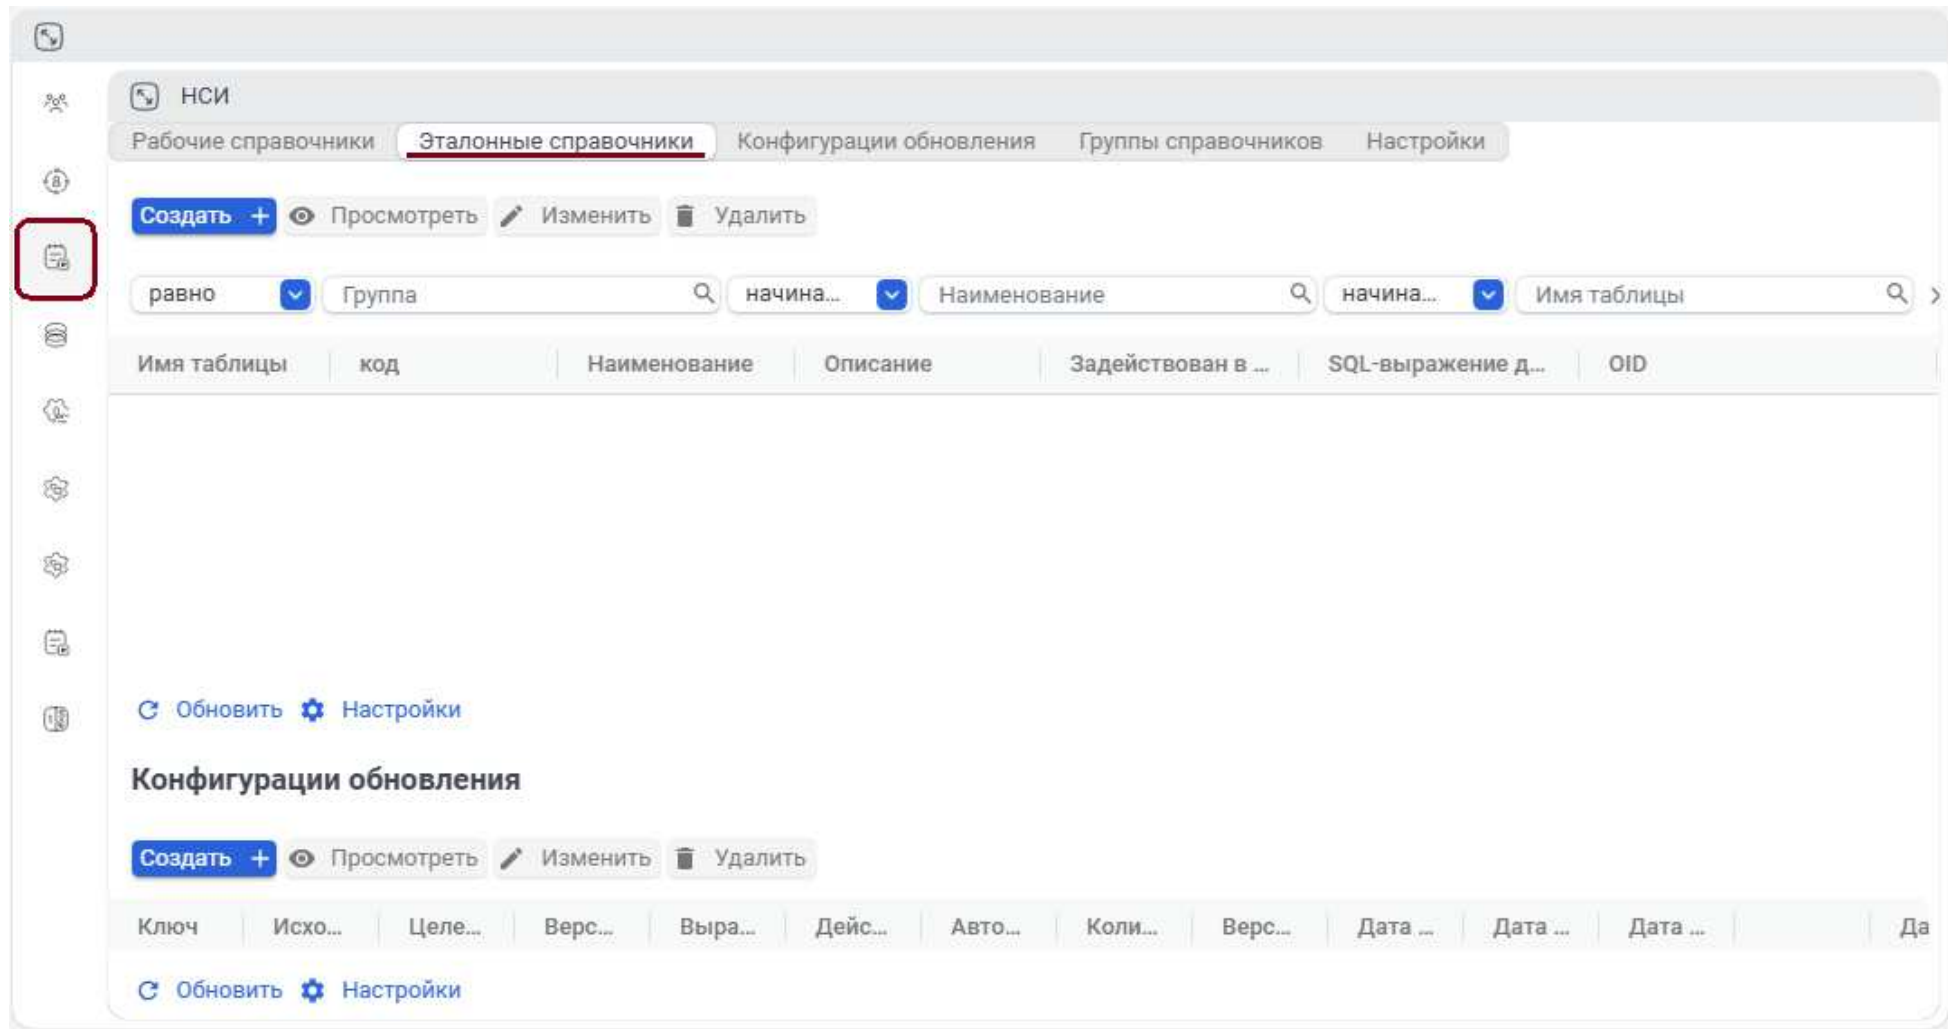 НСИ
Рабочие справочники Эталонные справочники Конфигурации обновления Группы справочников Настройки
Создать + Просмотреть Изменить Удалить
равно Группа начина... Наименование начина... Имя таблицы
Имя таблицы код Наименование Описание Задействован в ... SQL-выражение д... OID
Обновить Настройки
Конфигурации обновления
Создать + Просмотреть Изменить Удалить
Ключ Исхо... Целе... Верс... Выра... Дейс... Авто... Коли... Верс... Дата ... Дата ... Дата ... Да
Обновить Настройки